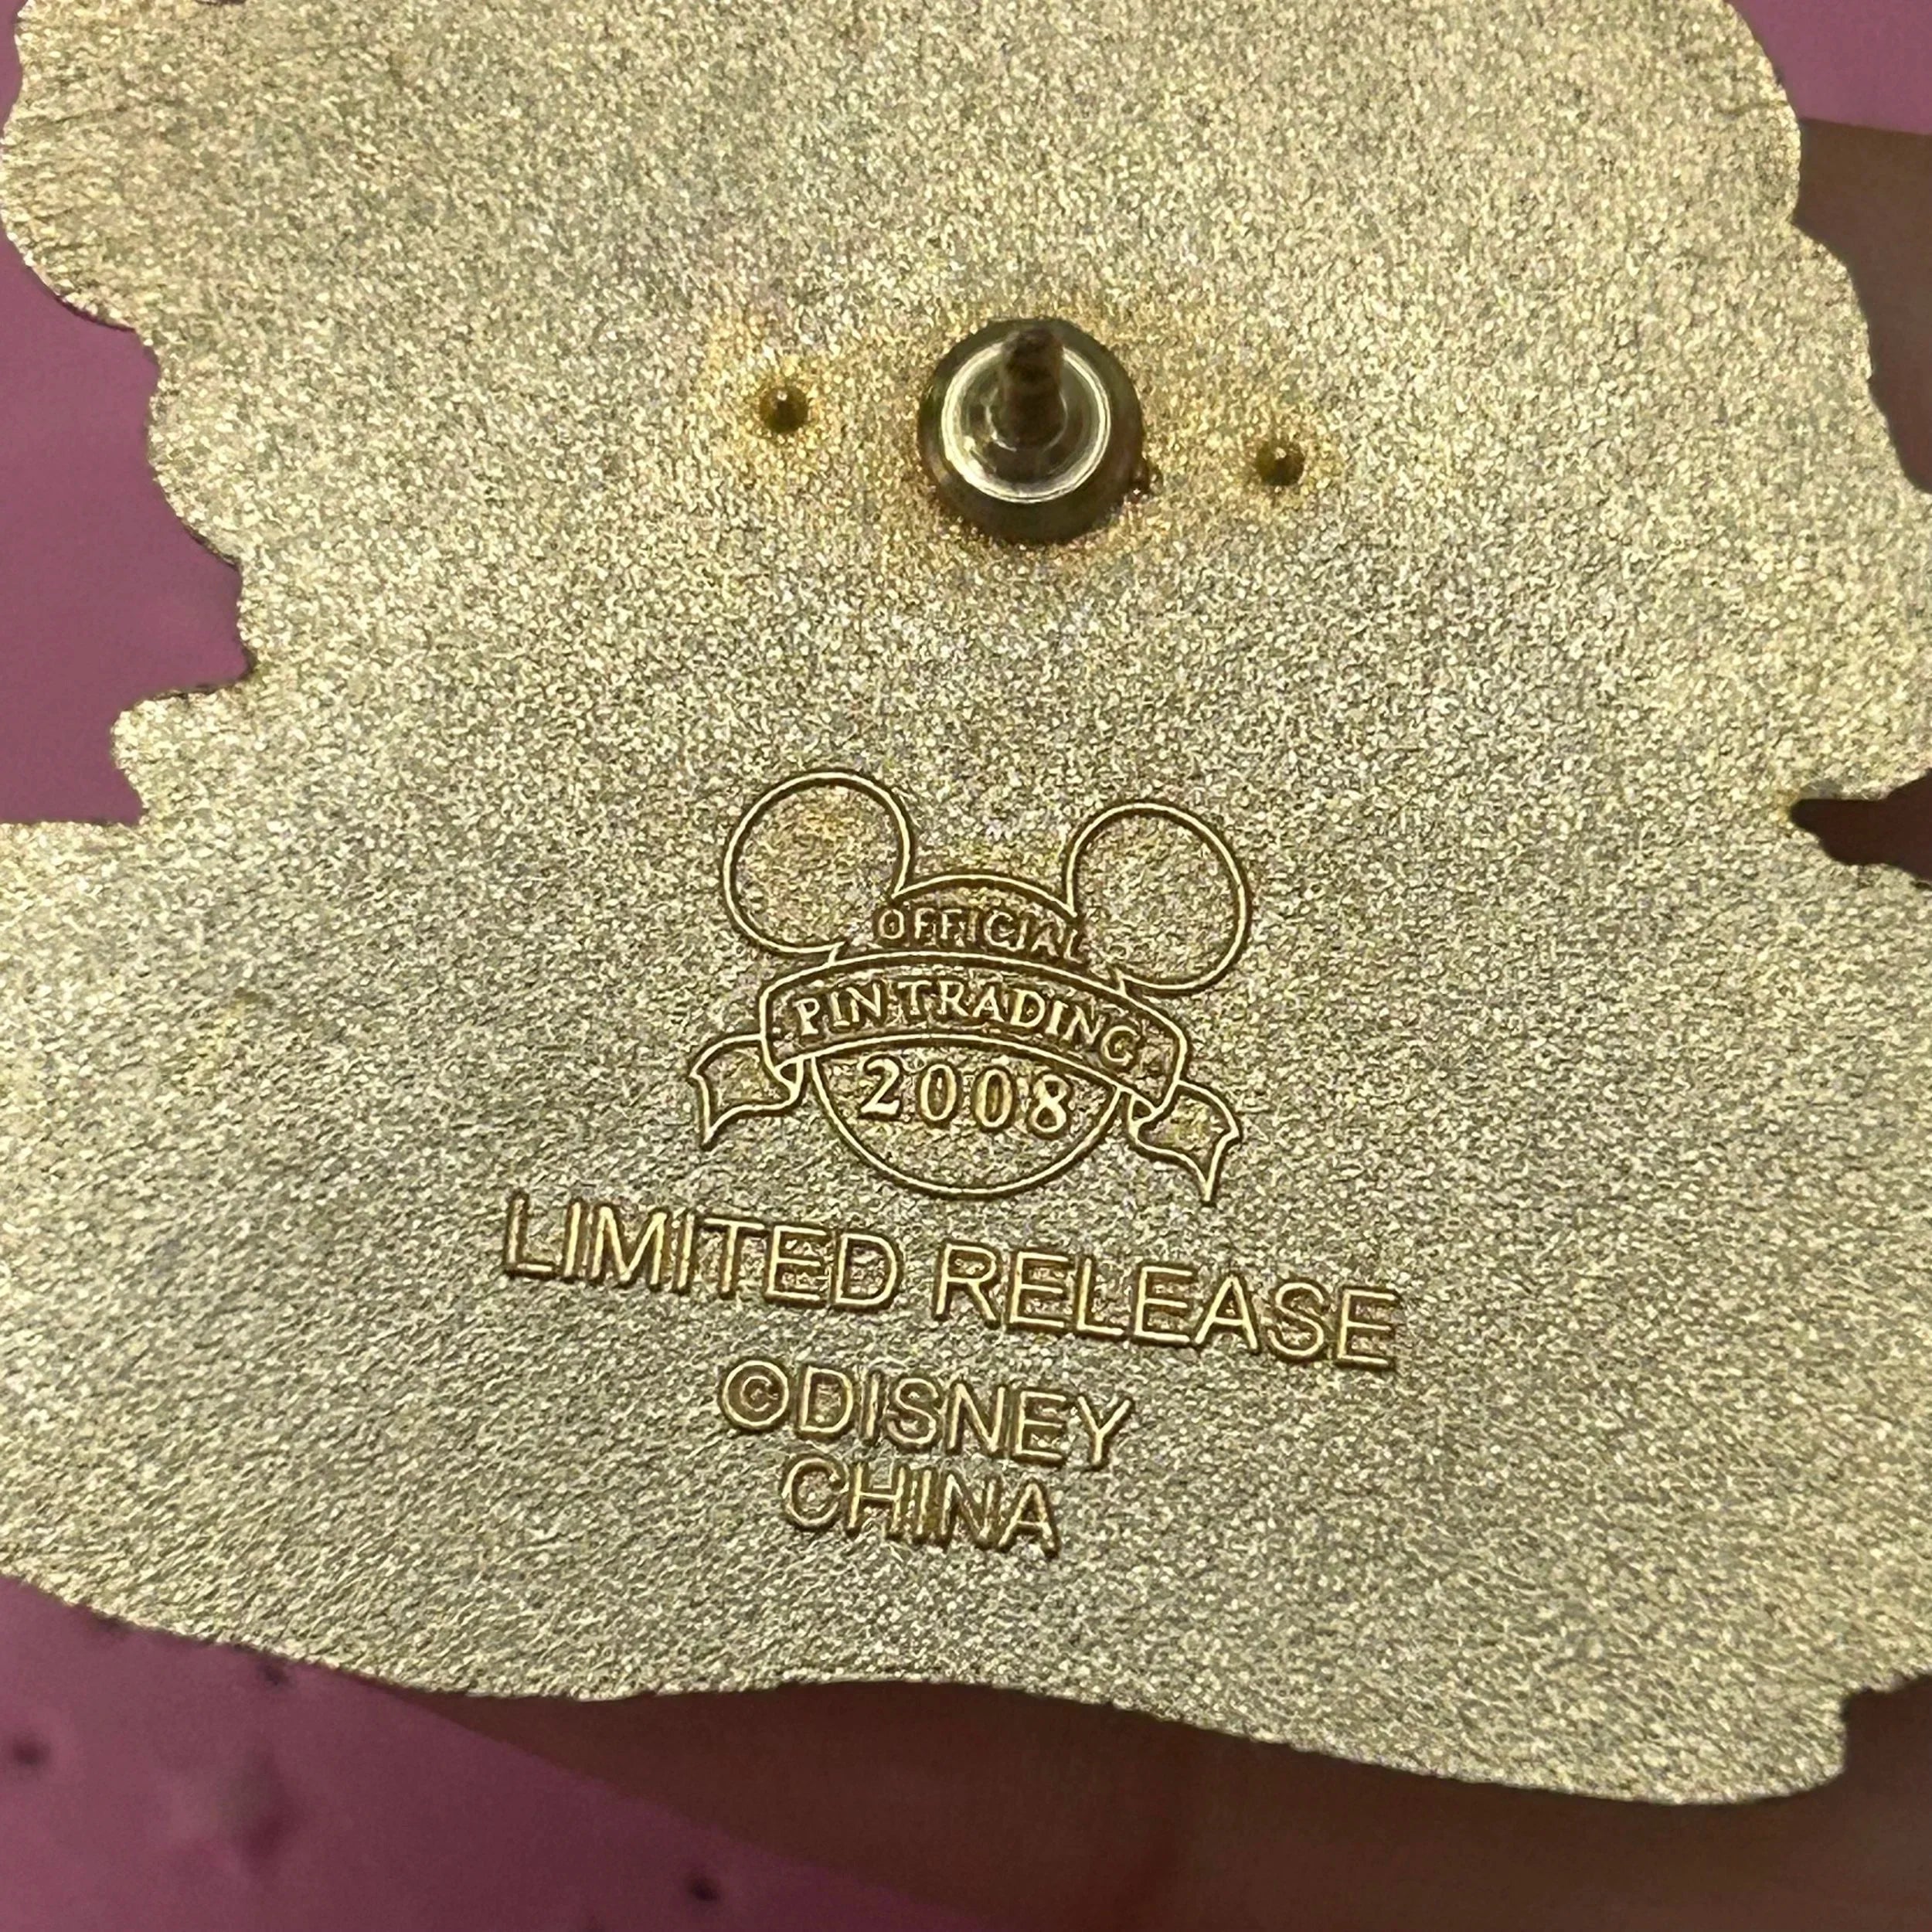 OFFICIAL
PIN TRADING
2008
LIMITED RELEASE
©DISNEY
CHINA